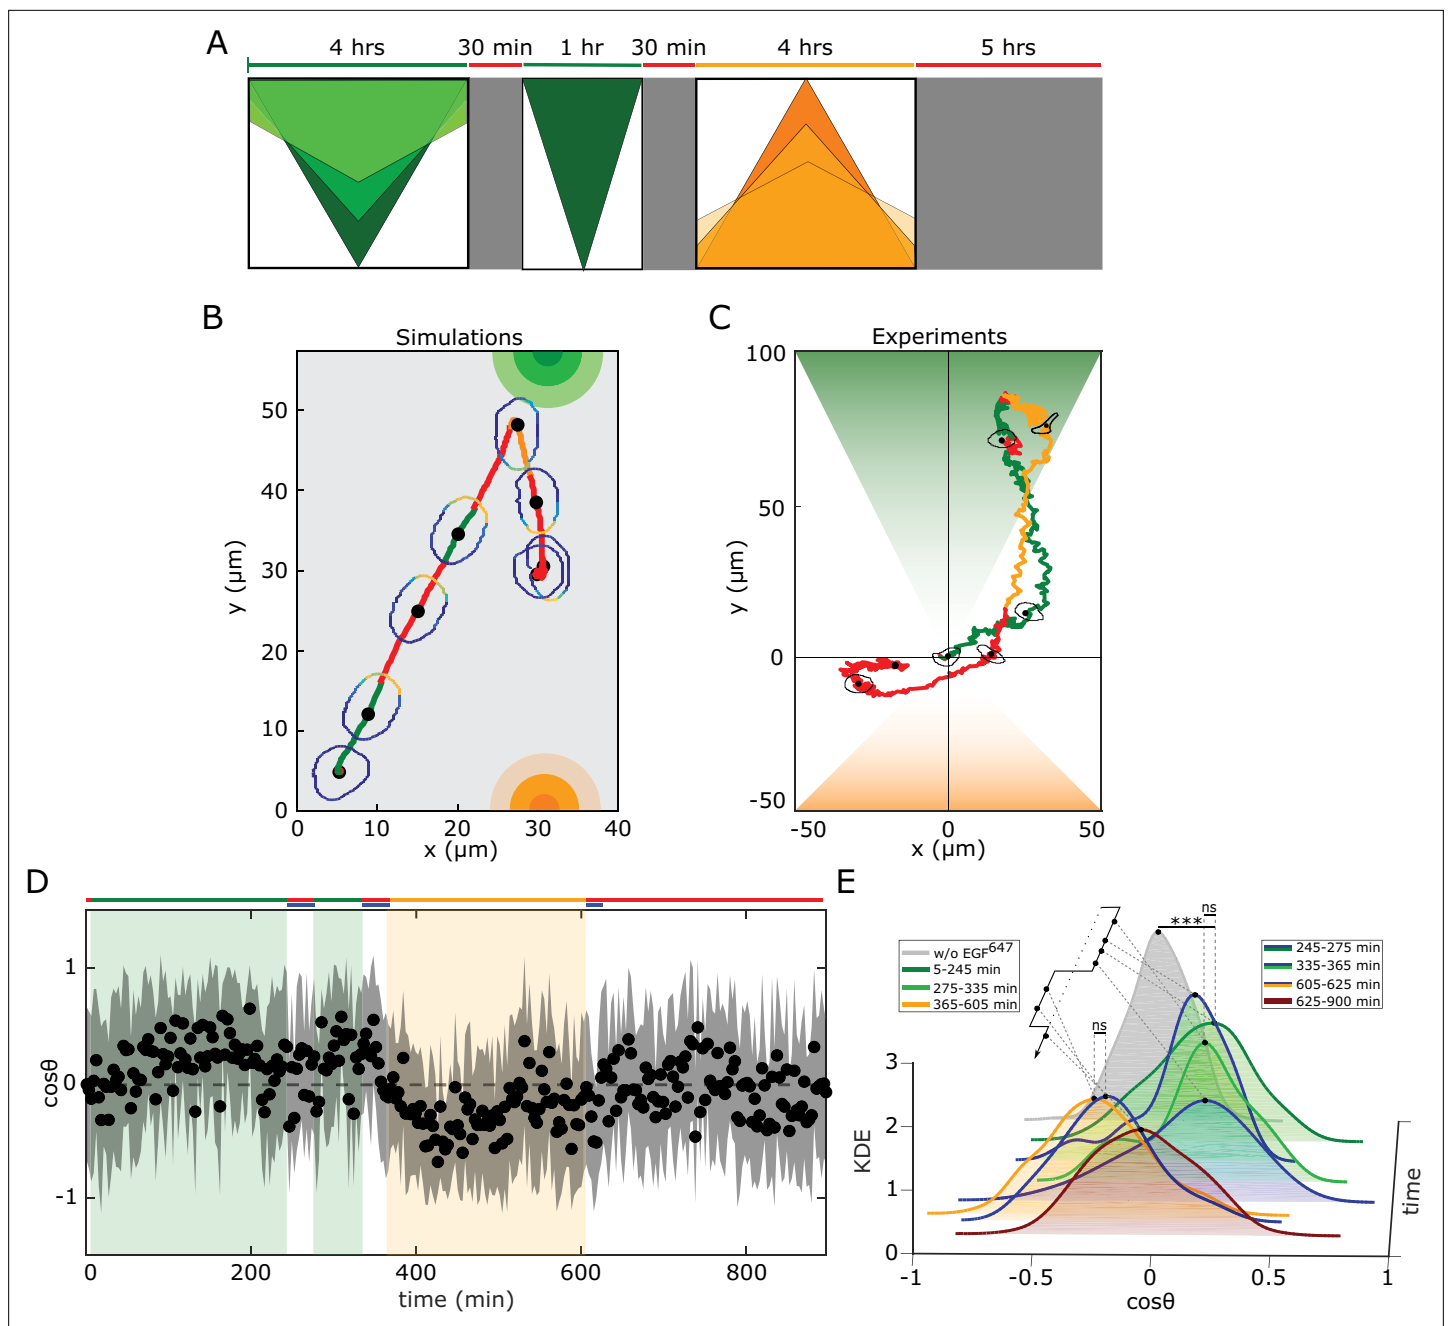 A
4 hrs 30 min 1 hr 30 min 4 hrs 5 hrs
B
Simulations
y (µm)
50
40
30
20
10
0
0 10 20 30 40
x (µm)
C
Experiments
y (µm)
100
50
0
-50
-50 0 50
x (µm)
D
cosθ
1
0
-1
0 200 400 600 800
time (min)
E
ns
***
ns
w/o EGF647
5-245 min
275-335 min
365-605 min
245-275 min
335-365 min
605-625 min
625-900 min
KDE
3
2
1
0
-1 -0.5 0 0.5 1
cosθ
time